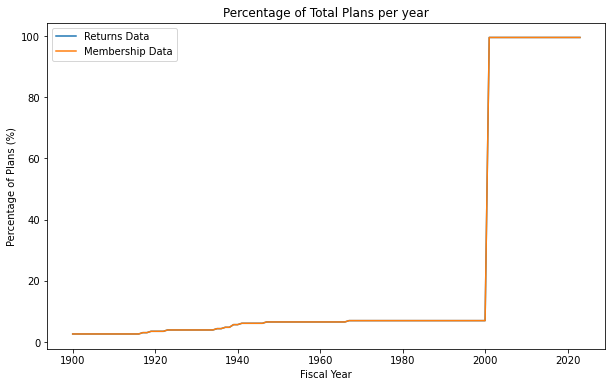 Percentage of Total Plans per year
Returns Data
Membership Data
Percentage of Plans (%)
100
80
60
40
20
0
1900
1920
1940
1960
1980
2000
2020
Fiscal Year